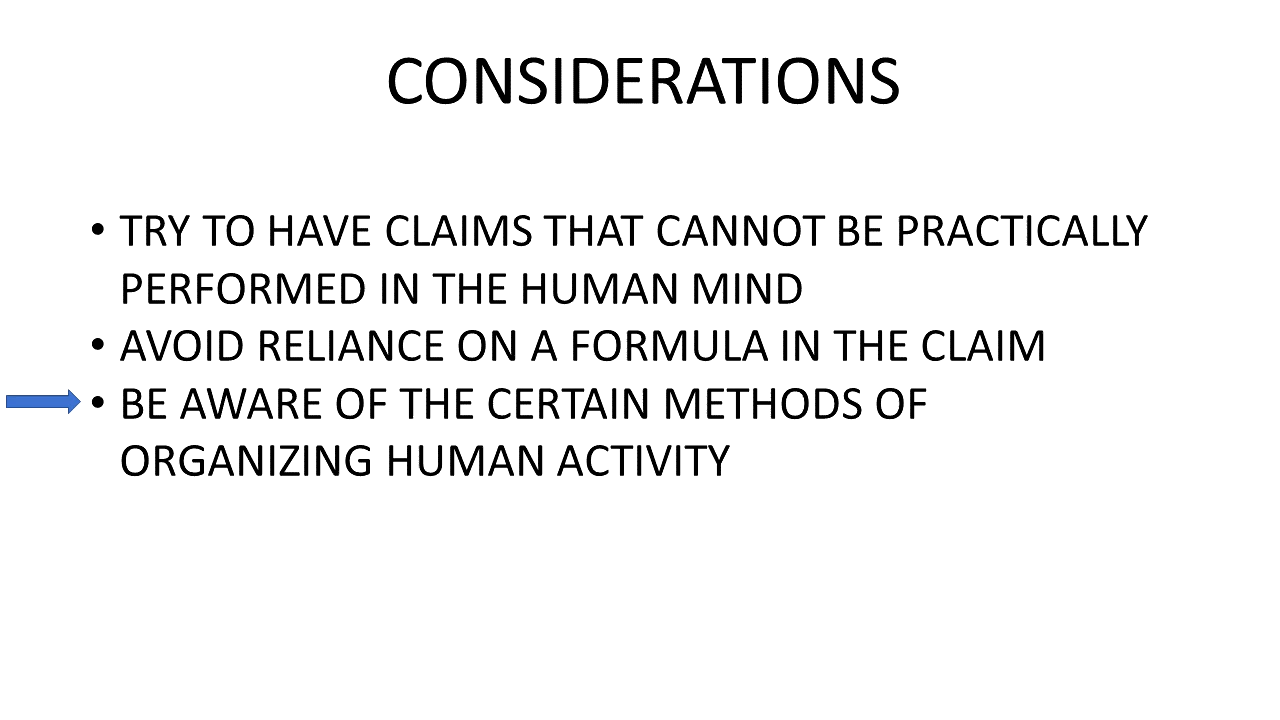 CONSIDERATIONS
• TRY TO HAVE CLAIMS THAT CANNOT BE PRACTICALLY
PERFORMED IN THE HUMAN MIND
• AVOID RELIANCE ON A FORMULA IN THE CLAIM
• BE AWARE OF THE CERTAIN METHODS OF
ORGANIZING HUMAN ACTIVITY